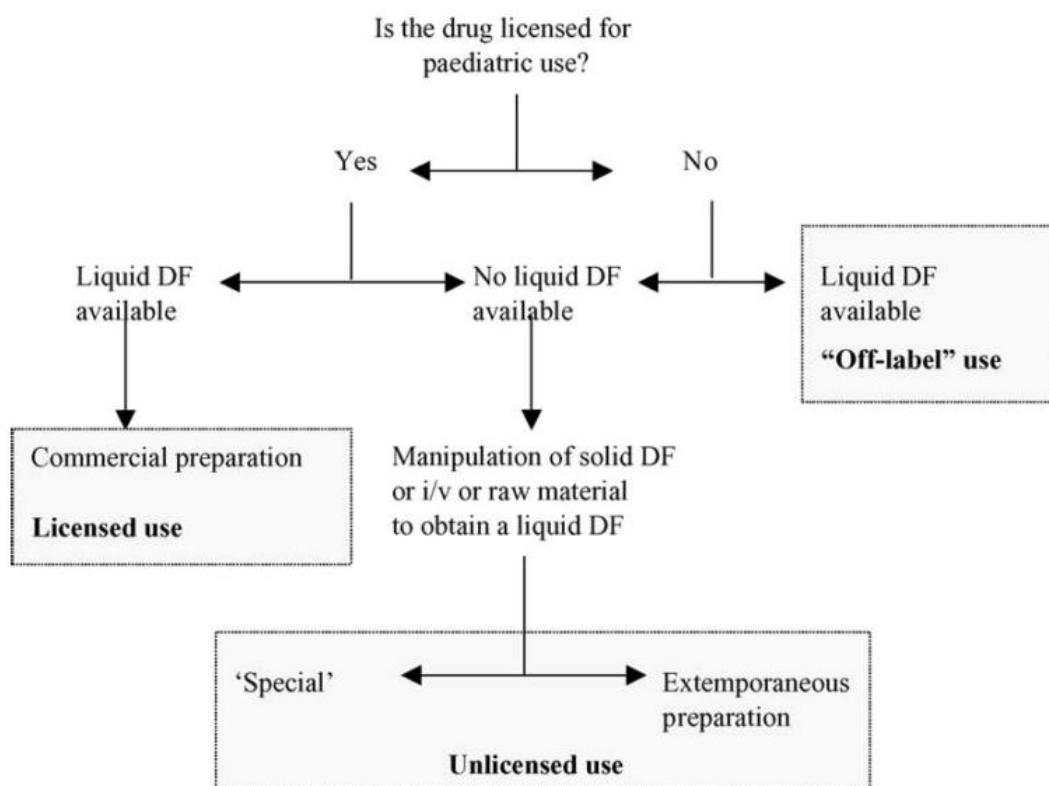 Is the drug licensed for
paediatric use?
Yes
No
Liquid DF
available
No liquid DF
available
Liquid DF
available
“Off-label” use
Commercial preparation
Licensed use
Manipulation of solid DF
or i/v or raw material
to obtain a liquid DF
‘Special’
Extemporaneous
preparation
Unlicensed use